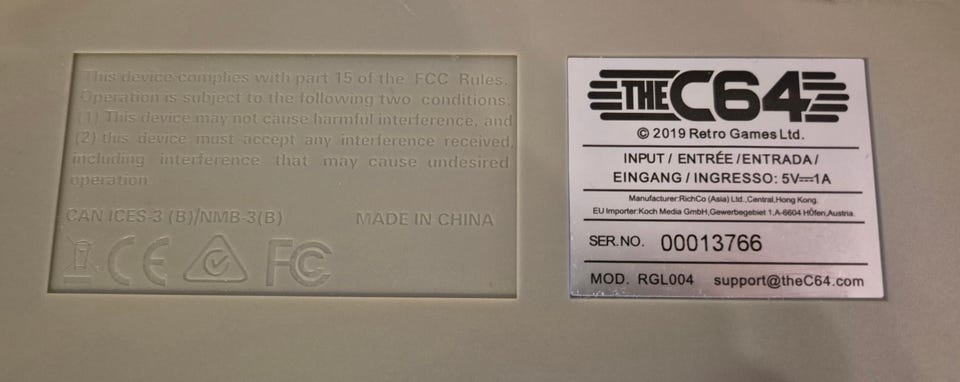 This device complies with part 15 of the FCC Rules.
Operation is subject to the following two conditions:
(1) This device may not cause harmful interference, and
(2) this device must accept any interference received,
including interference that may cause undesired
operation
CAN ICES-3 (B)/NMB-3(B) MADE IN CHINA
CE FC
THEC64
© 2019 Retro Games Ltd.
INPUT / ENTRÉE /ENTRADA/
EINGANG / INGRESSO: 5V⎓1A
Manufacturer:RichCo (Asia) Ltd.,Central,Hong Kong.
EU Importer:Koch Media GmbH,Gewerbegebiet 1,A-6604 Höfen,Austria.
SER.NO. 00013766
MOD. RGL004 support@theC64.com